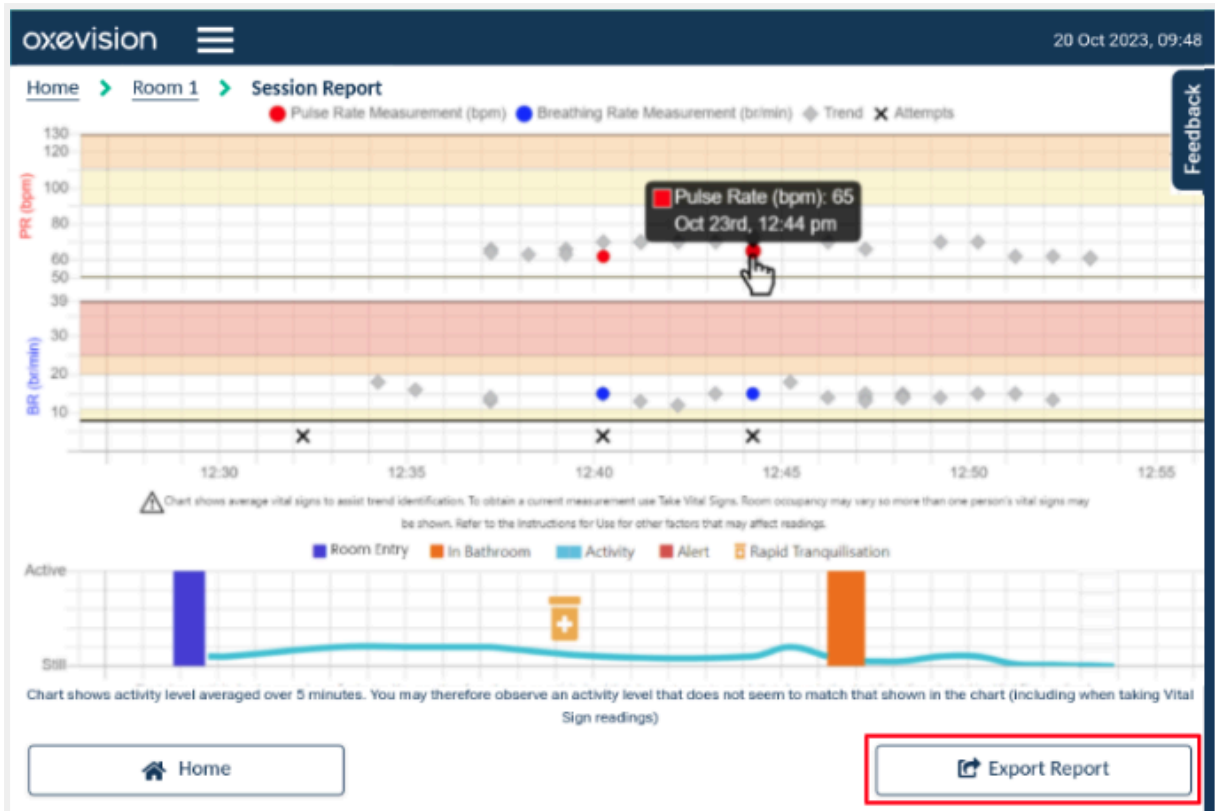 oxevision
20 Oct 2023, 09:48
Home > Room 1 > Session Report
Feedback
Pulse Rate Measurement (bpm) Breathing Rate Measurement (br/min) Trend Attempts
PR (bpm)
130
120
100
80
60
50
Pulse Rate (bpm): 65
Oct 23rd, 12:44 pm
BR (br/min)
39
30
20
10
12:30 12:35 12:40 12:45 12:50 12:55
Chart shows average vital signs to assist trend identification. To obtain a current measurement use Take Vital Signs. Room occupancy may vary so more than one person's vital signs may
be shown. Refer to the Instructions for Use for other factors that may affect readings.
Room Entry In Bathroom Activity Alert Rapid Tranquilisation
Active
Still
Chart shows activity level averaged over 5 minutes. You may therefore observe an activity level that does not seem to match that shown in the chart (including when taking Vital
Sign readings)
Home
Export Report